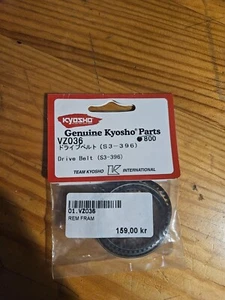 KYOSHO
Genuine Kyosho Parts
VZ036
800
ドライブベルト (S3-396)
Drive Belt (S3-396)
TEAM KYOSHO K INTERNATIONAL
01.VZ036
REM FRAM
159,00 kr